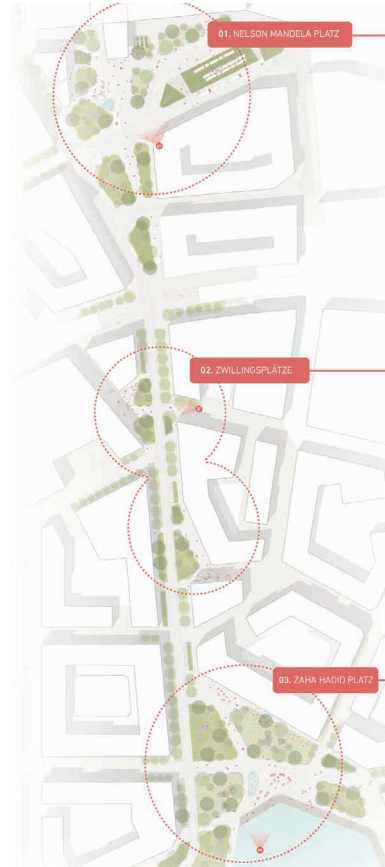 01. NELSON MANDELA PLATZ
02. ZWILLINGSPLÄTZE
03. ZAHA HADID PLATZ